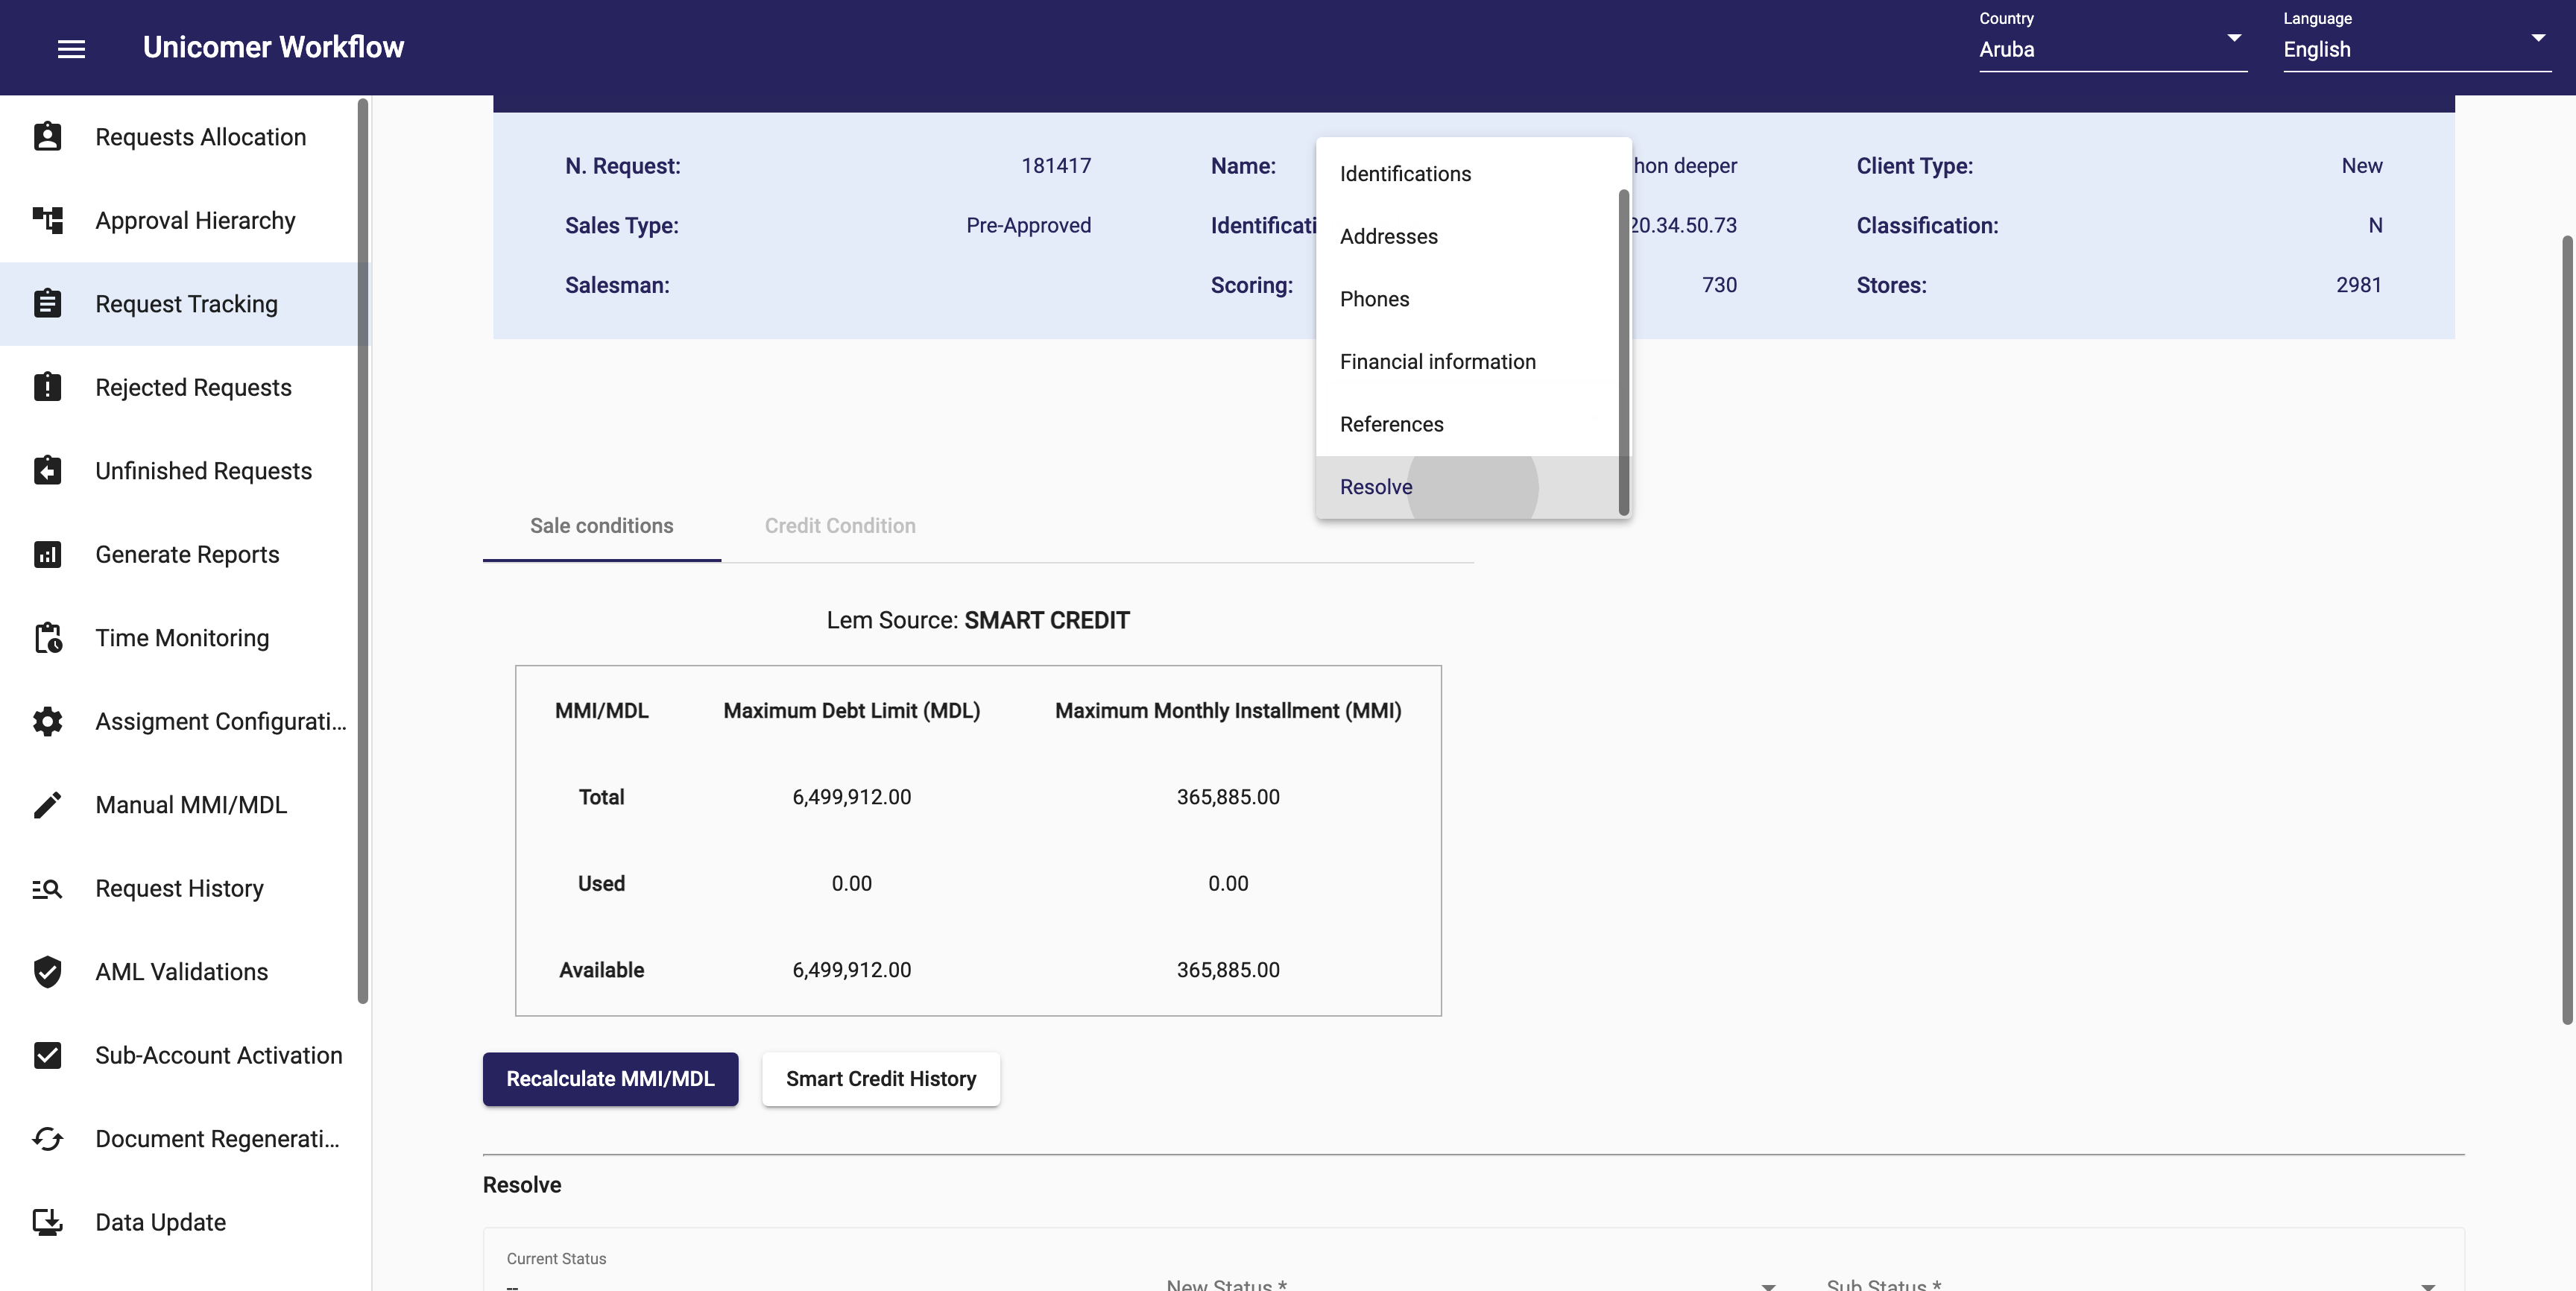 Unicomer Workflow
Country
Aruba
Language
English
Requests Allocation
Approval Hierarchy
Request Tracking
Rejected Requests
Unfinished Requests
Generate Reports
Time Monitoring
Assigment Configurati...
Manual MMI/MDL
Request History
AML Validations
Sub-Account Activation
Document Regenerati...
Data Update
N. Request: 181417
Name: hon deeper
Client Type: New
Sales Type: Pre-Approved
Identificati 20.34.50.73
Classification: N
Salesman:
Scoring: 730
Stores: 2981
Identifications
Addresses
Phones
Financial information
References
Resolve
Sale conditions
Credit Condition
Lem Source: SMART CREDIT
MMI/MDL Maximum Debt Limit (MDL) Maximum Monthly Installment (MMI)
Total 6,499,912.00 365,885.00
Used 0.00 0.00
Available 6,499,912.00 365,885.00
Recalculate MMI/MDL
Smart Credit History
Resolve
Current Status
--
New Status *
Sub Status *